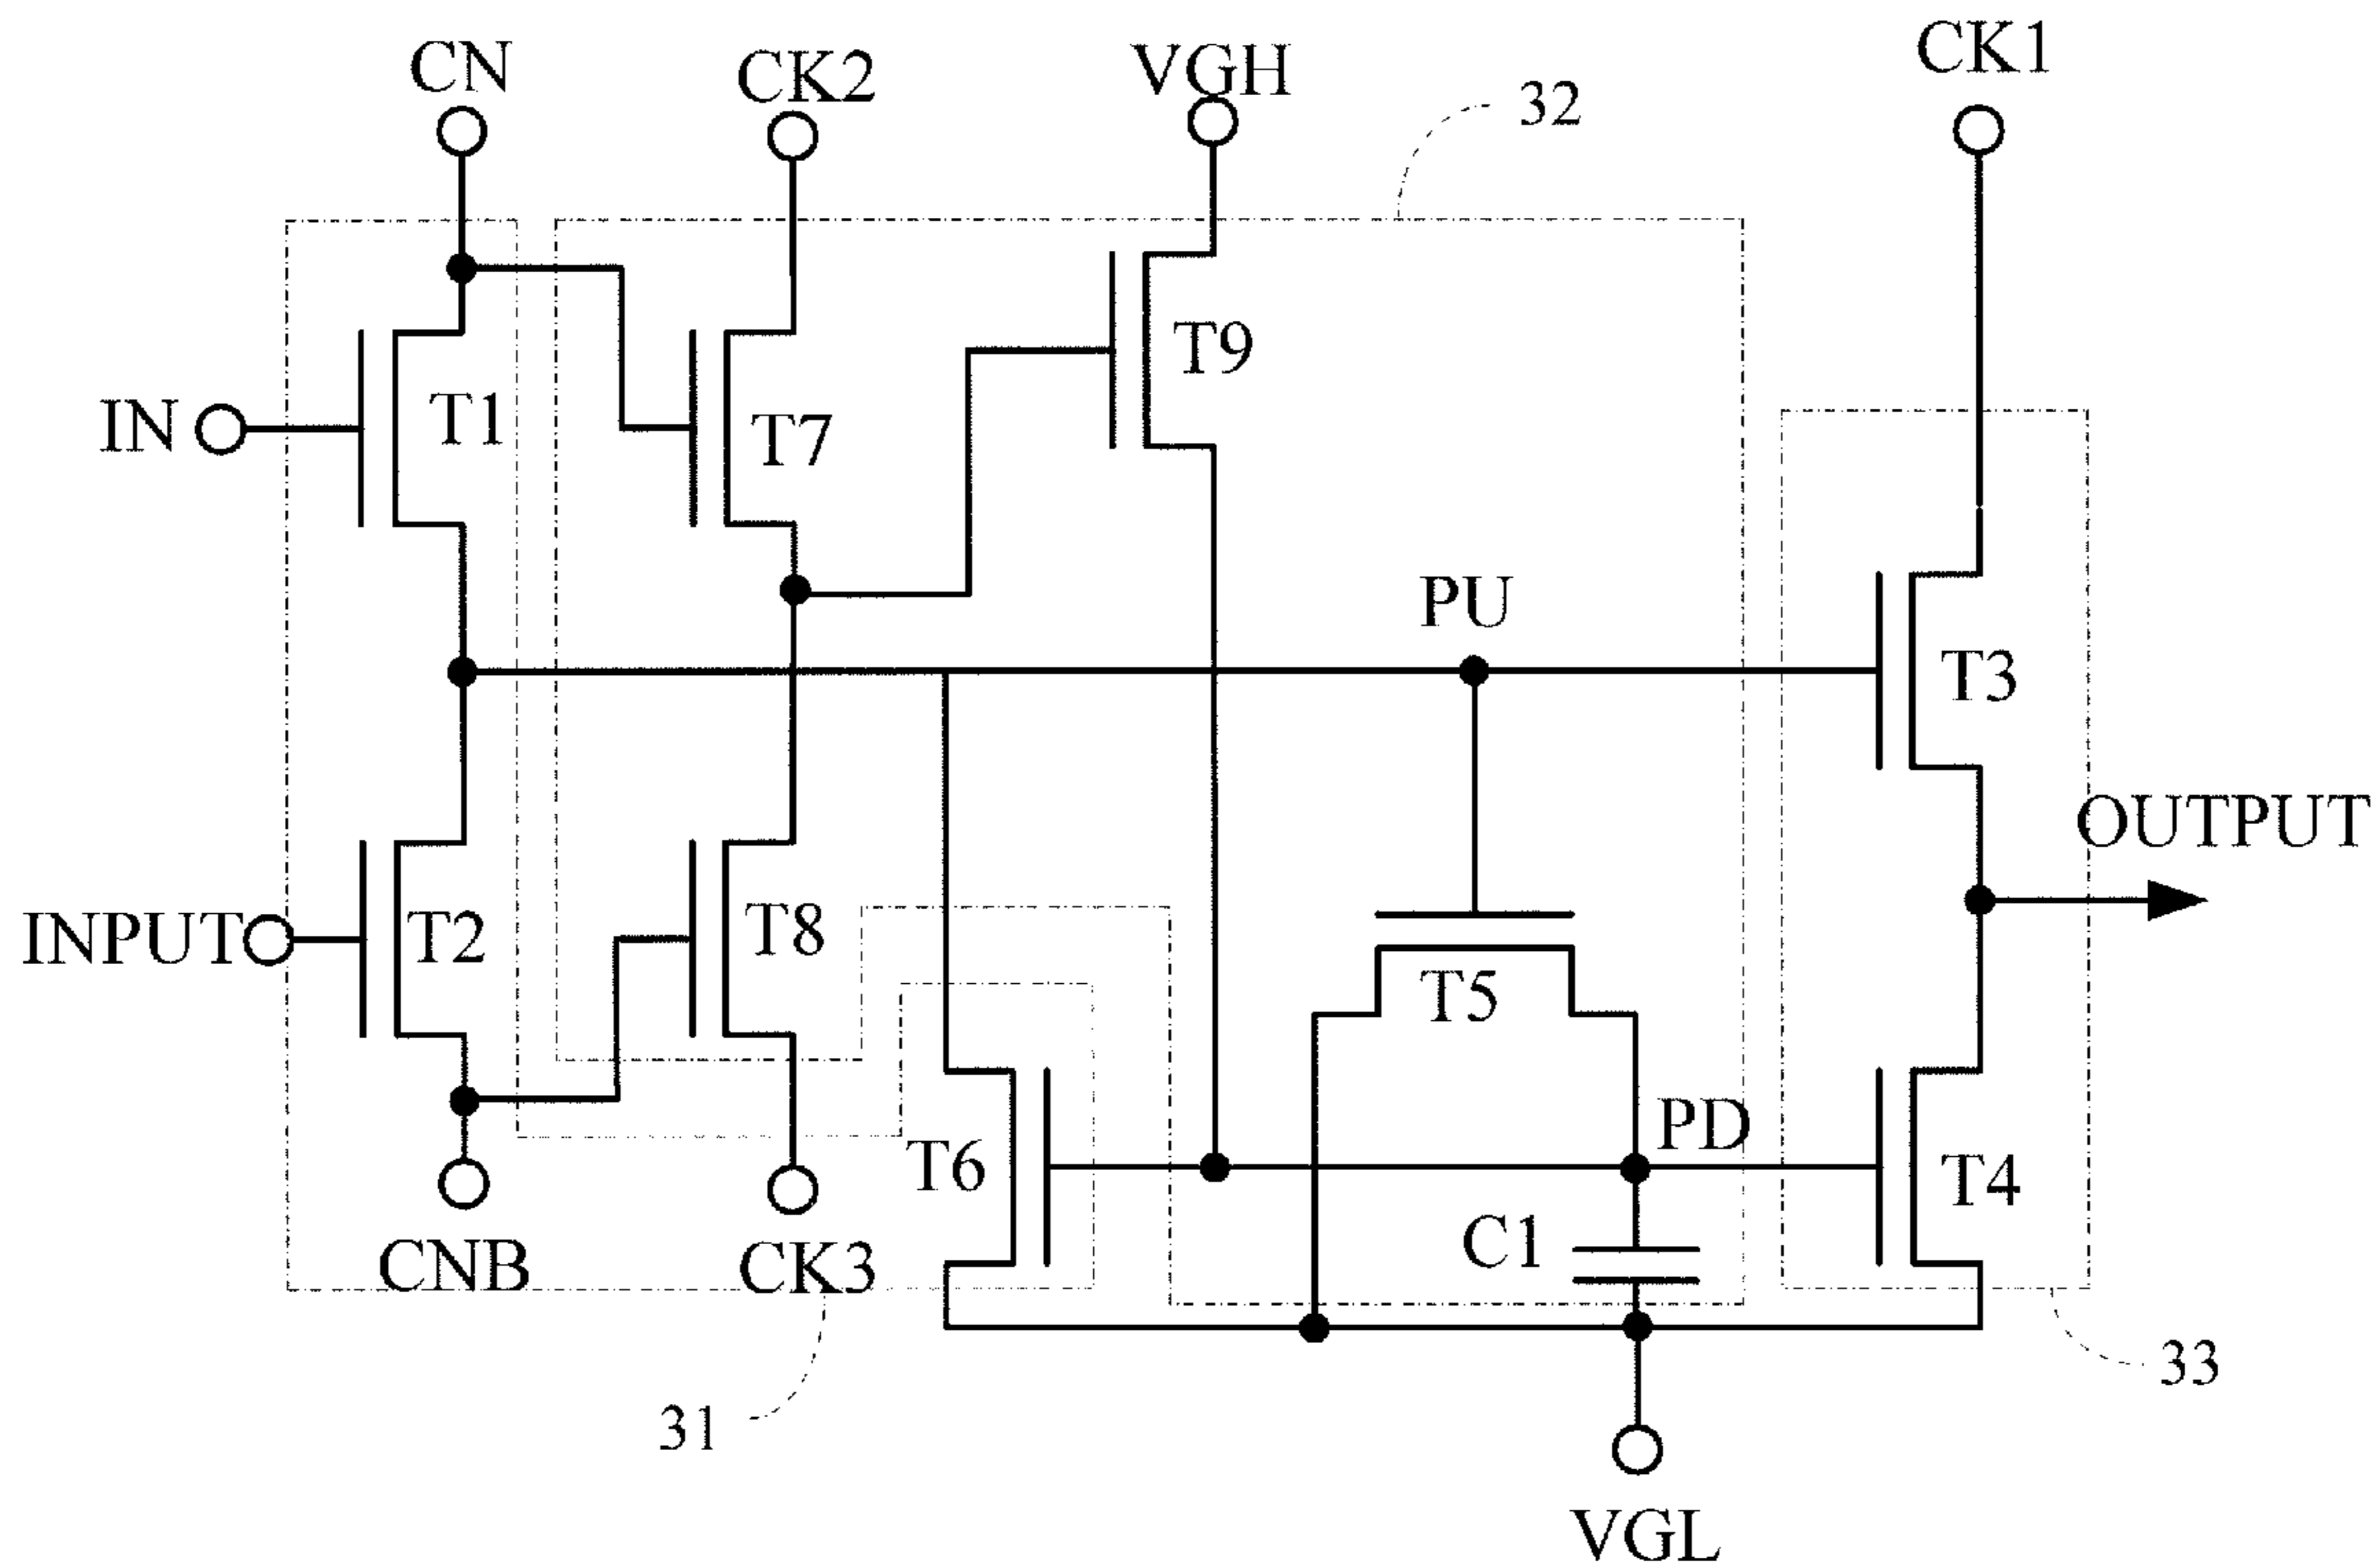 CN
CK2
VGH
CK1
32
T9
IN
T1
T7
PU
T3
OUTPUT
INPUT
T2
T8
T5
PD
T6
T4
C1
CNB
CK3
33
31
VGL